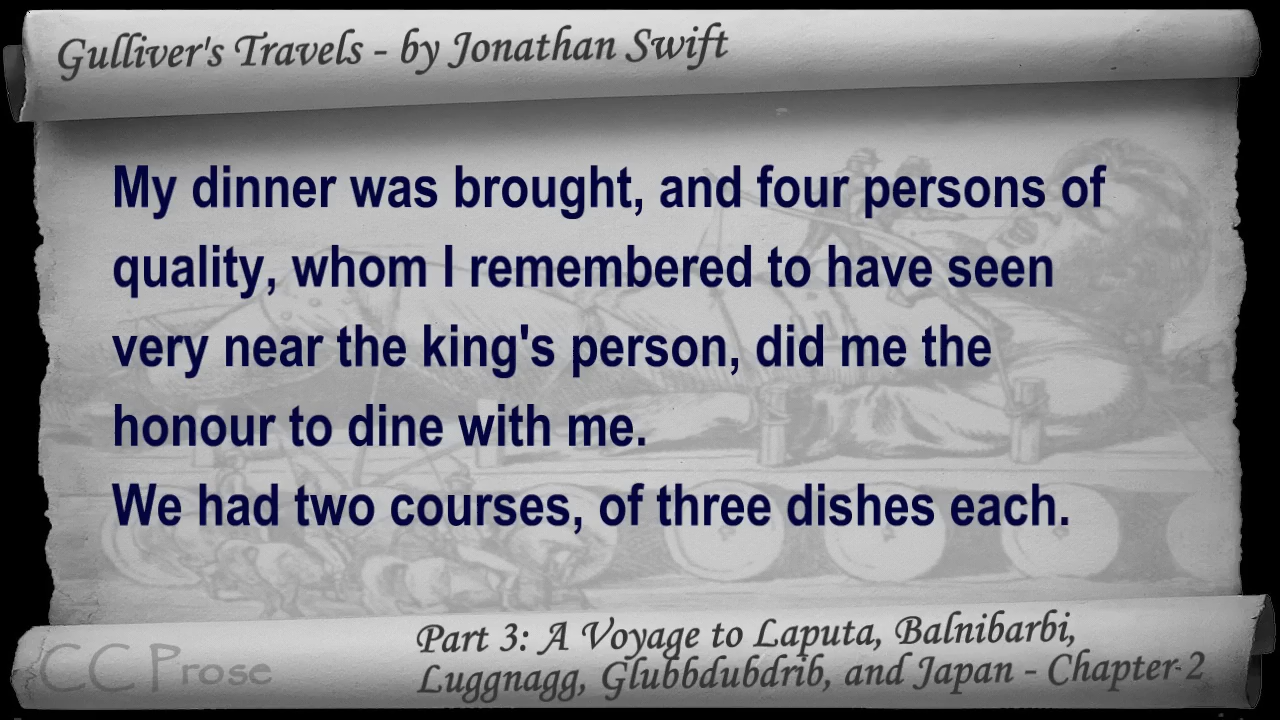 Gulliver's Travels - by Jonathan Swift
My dinner was brought, and four persons of
quality, whom I remembered to have seen
very near the king's person, did me the
honour to dine with me.
We had two courses, of three dishes each.
CC Prose
Part 3: A Voyage to Laputa, Balnibarbi,
Luggnagg, Glubbdubdrib, and Japan - Chapter 2